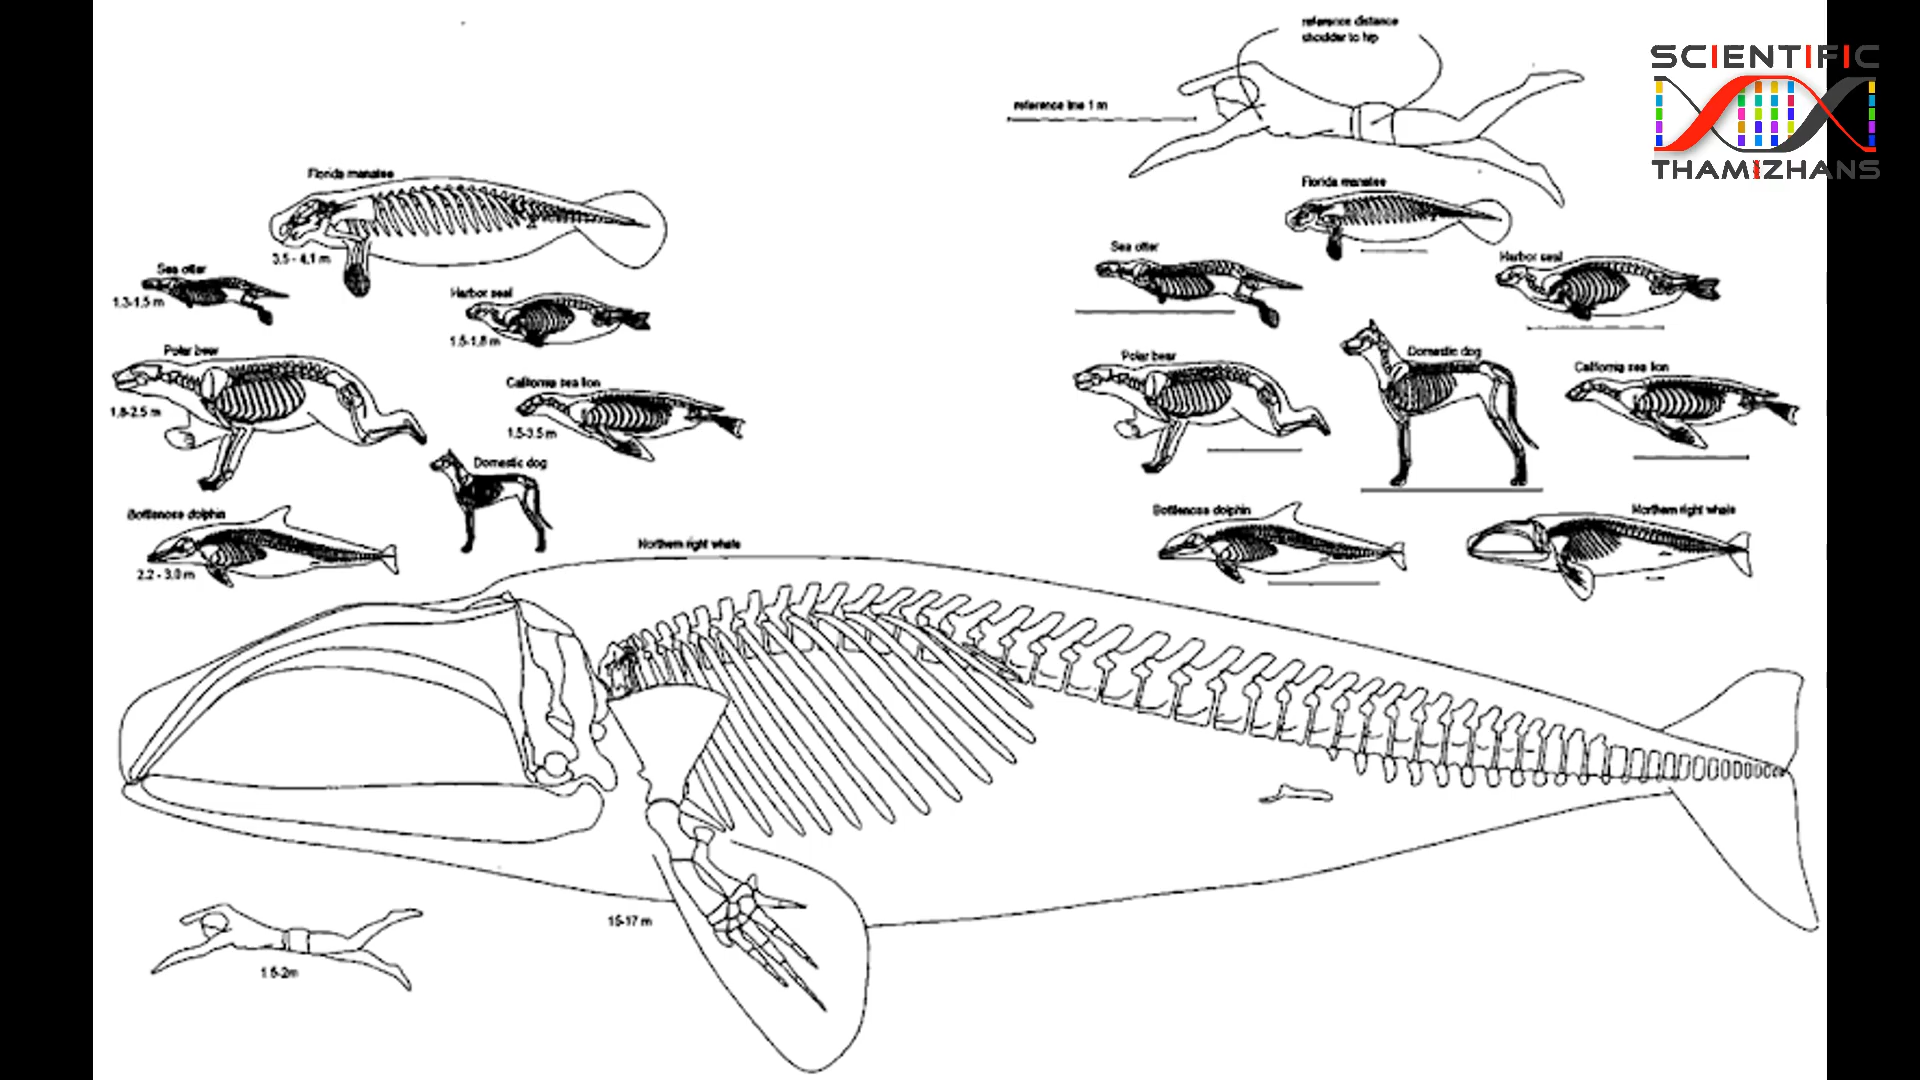 reference distance
shoulder to hip
SCIENTIFIC
THAMIZHANS
reference line 1 m
Florida manatee
3.5 - 4.1 m
Sea otter
1.3-1.5 m
Harbor seal
1.5-1.8 m
Polar bear
1.8-2.5 m
California sea lion
1.5-3.5 m
Domestic dog
Bottlenose dolphin
2.2 - 3.0 m
Northern right whale
15-17 m
1.5-2m
Florida manatee
Sea otter
Harbor seal
Polar bear
Domestic dog
California sea lion
Bottlenose dolphin
Northern right whale